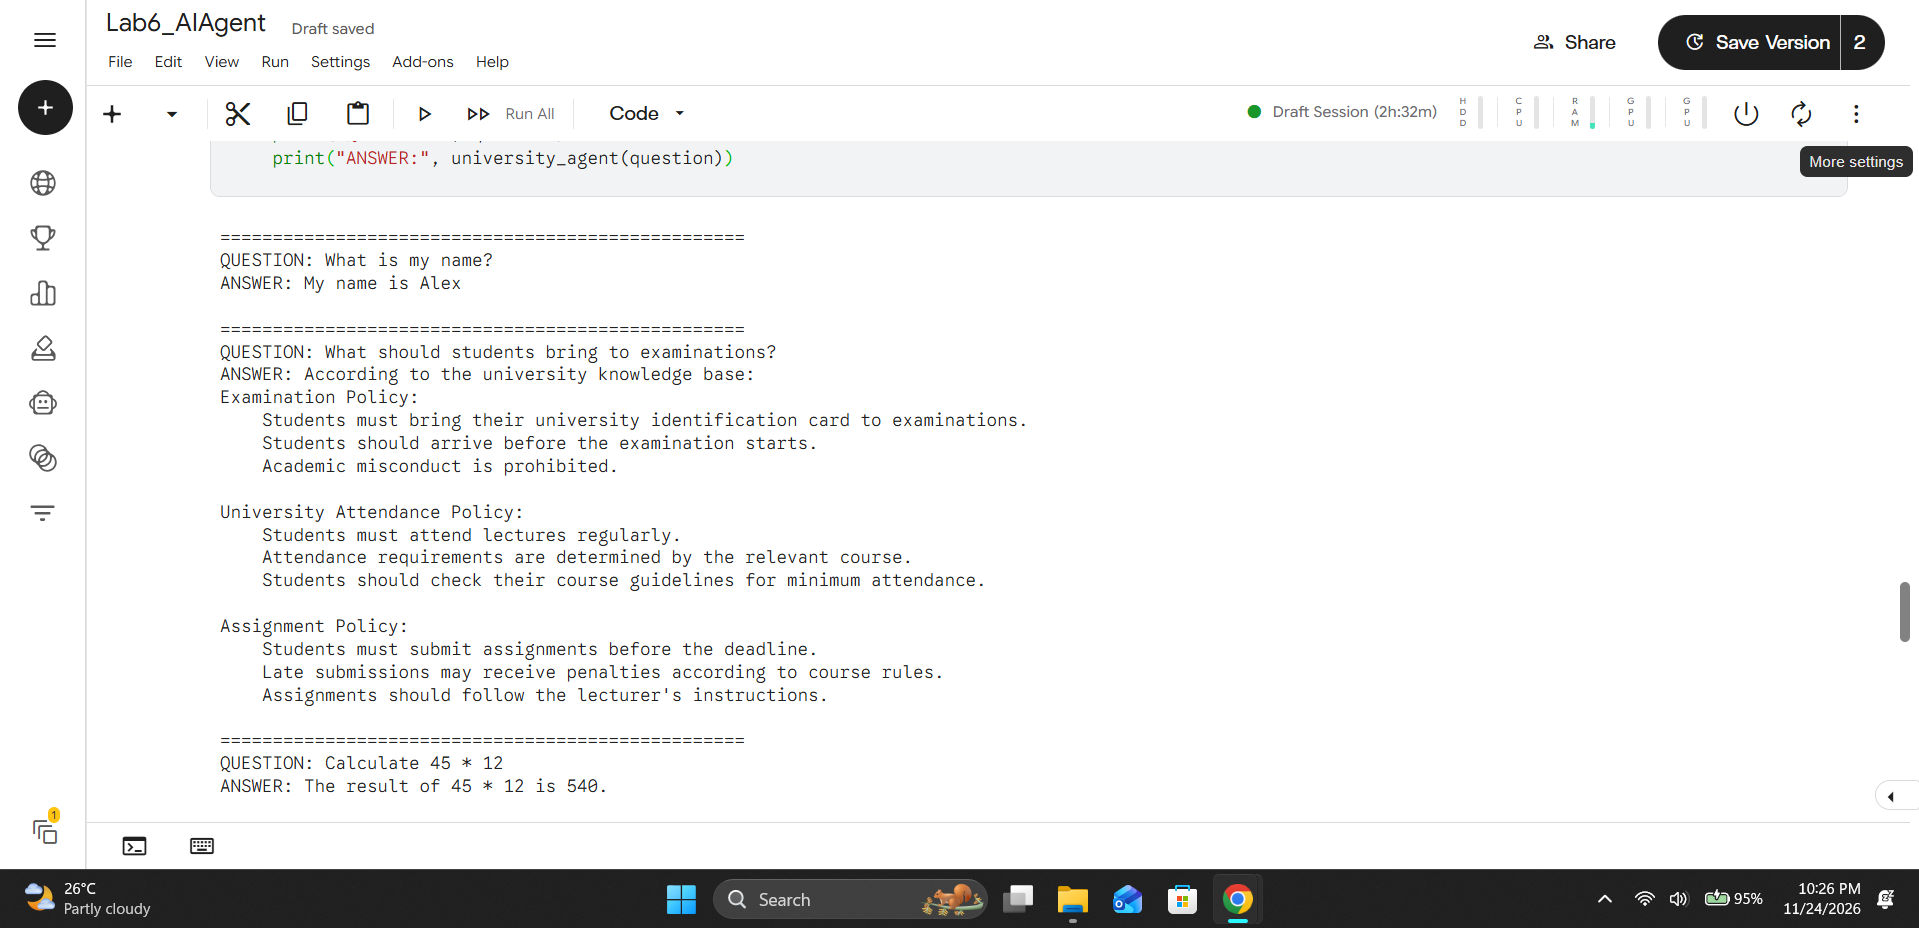 Lab6_AIAgent
Draft saved
Share
Save Version
2
File Edit View Run Settings Add-ons Help
Run All
Code
Draft Session (2h:32m)
HDD
CPU
RAM
GPU
GPU
More settings
print("ANSWER:", university_agent(question))
==================================================
QUESTION: What is my name?
ANSWER: My name is Alex
==================================================
QUESTION: What should students bring to examinations?
ANSWER: According to the university knowledge base:
Examination Policy:
Students must bring their university identification card to examinations.
Students should arrive before the examination starts.
Academic misconduct is prohibited.
University Attendance Policy:
Students must attend lectures regularly.
Attendance requirements are determined by the relevant course.
Students should check their course guidelines for minimum attendance.
Assignment Policy:
Students must submit assignments before the deadline.
Late submissions may receive penalties according to course rules.
Assignments should follow the lecturer's instructions.
==================================================
QUESTION: Calculate 45 * 12
ANSWER: The result of 45 * 12 is 540.
1
26°C
Partly cloudy
Search
95%
10:26 PM
11/24/2026